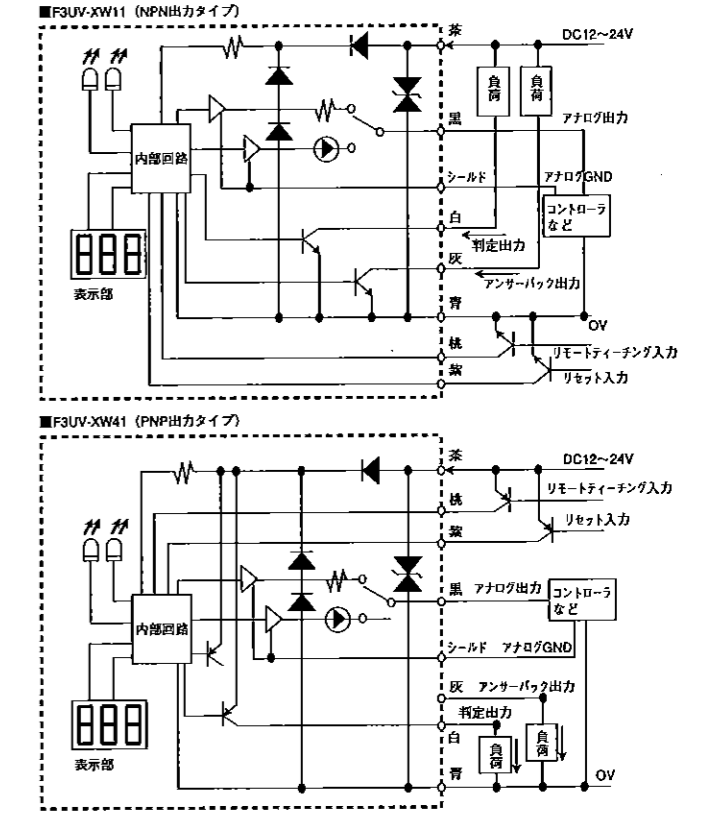 ■F3UV-XW11（NPN出力タイプ）
茶
DC12～24V
負荷
負荷
黒
アナログ出力
内部回路
シールド
アナログGND
コントローラ
など
白
判定出力
灰
アンサーバック出力
表示部
青
0V
桃
リモートティーチング入力
紫
リセット入力
■F3UV-XW41（PNP出力タイプ）
茶
DC12～24V
桃
リモートティーチング入力
紫
リセット入力
黒
アナログ出力
コントローラ
など
内部回路
シールド
アナログGND
灰
アンサーバック出力
判定出力
白
負荷
負荷
表示部
青
0V